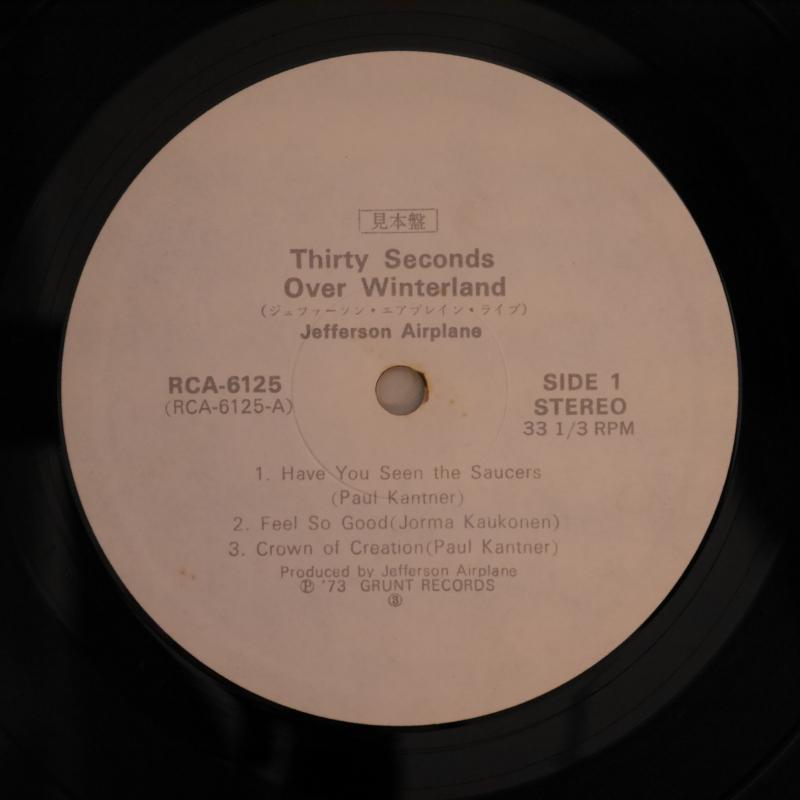 見本盤
Thirty Seconds
Over Winterland
(ジェファーソン・エアプレイン・ライブ)
Jefferson Airplane
RCA-6125
(RCA-6125-A)
SIDE 1
STEREO
33 1/3 RPM
1. Have You Seen the Saucers
(Paul Kantner)
2. Feel So Good(Jorma Kaukonen)
3. Crown of Creation(Paul Kantner)
Produced by Jefferson Airplane
Ⓟ '73 GRUNT RECORDS
③